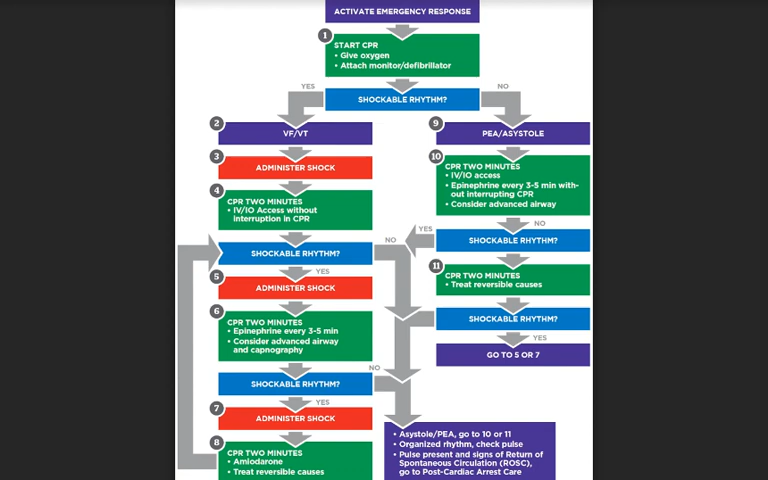 ACTIVATE EMERGENCY RESPONSE
1
START CPR
• Give oxygen
• Attach monitor/defibrillator
YES
NO
SHOCKABLE RHYTHM?
2
VF/VT
3
ADMINISTER SHOCK
4
CPR TWO MINUTES
• IV/IO Access without
interruption in CPR
NO
SHOCKABLE RHYTHM?
YES
5
ADMINISTER SHOCK
6
CPR TWO MINUTES
• Epinephrine every 3-5 min
• Consider advanced airway
and capnography
NO
SHOCKABLE RHYTHM?
YES
7
ADMINISTER SHOCK
8
CPR TWO MINUTES
• Amiodarone
• Treat reversible causes
9
PEA/ASYSTOLE
10
CPR TWO MINUTES
• IV/IO access
• Epinephrine every 3-5 min with-
out interrupting CPR
• Consider advanced airway
NO
YES
SHOCKABLE RHYTHM?
11
CPR TWO MINUTES
• Treat reversible causes
SHOCKABLE RHYTHM?
YES
GO TO 5 OR 7
• Asystole/PEA, go to 10 or 11
• Organized rhythm, check pulse
• Pulse present and signs of Return of
Spontaneous Circulation (ROSC),
go to Post-Cardiac Arrest Care